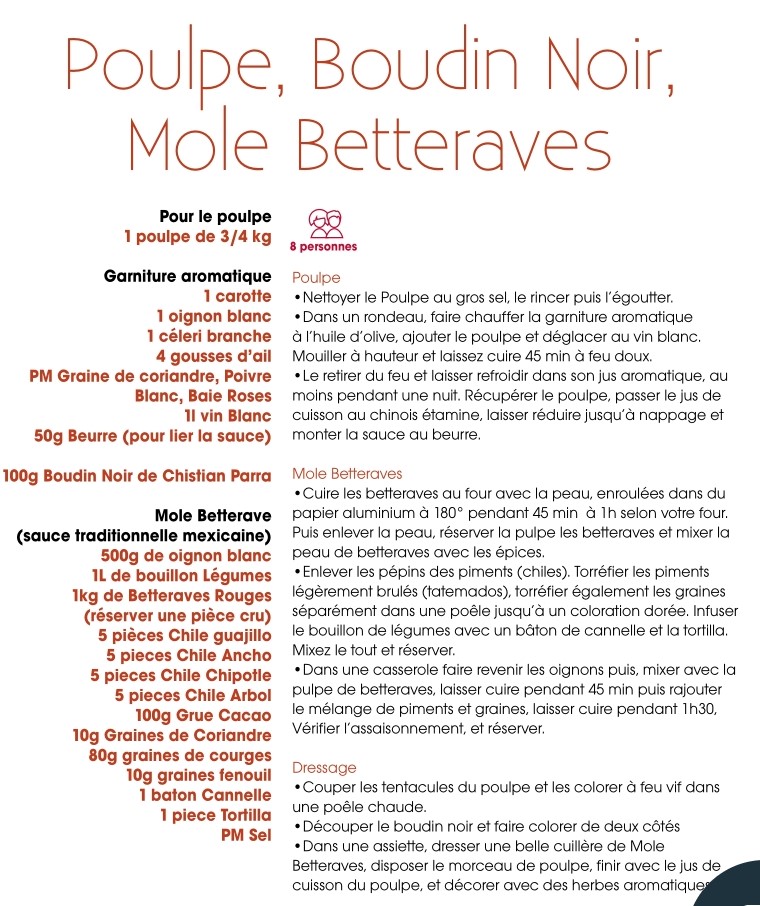 Poulpe, Boudin Noir,
Mole Betteraves
Pour le poulpe
1 poulpe de 3/4 kg
Garniture aromatique
1 carotte
1 oignon blanc
1 céleri branche
4 gousses d'ail
PM Graine de coriandre, Poivre
Blanc, Baie Roses
1l vin Blanc
50g Beurre (pour lier la sauce)
100g Boudin Noir de Chistian Parra
Mole Betterave
(sauce traditionnelle mexicaine)
500g de oignon blanc
1L de bouillon Légumes
1kg de Betteraves Rouges
(réserver une pièce cru)
5 pièces Chile guajillo
5 pieces Chile Ancho
5 pieces Chile Chipotle
5 pieces Chile Arbol
100g Grue Cacao
10g Graines de Coriandre
80g graines de courges
10g graines fenouil
1 baton Cannelle
1 piece Tortilla
PM Sel
8 personnes
Poulpe
•Nettoyer le Poulpe au gros sel, le rincer puis l'égoutter.
•Dans un rondeau, faire chauffer la garniture aromatique
à l'huile d'olive, ajouter le poulpe et déglacer au vin blanc.
Mouiller à hauteur et laissez cuire 45 min à feu doux.
•Le retirer du feu et laisser refroidir dans son jus aromatique, au
moins pendant une nuit. Récupérer le poulpe, passer le jus de
cuisson au chinois étamine, laisser réduire jusqu'à nappage et
monter la sauce au beurre.
Mole Betteraves
•Cuire les betteraves au four avec la peau, enroulées dans du
papier aluminium à 180° pendant 45 min à 1h selon votre four.
Puis enlever la peau, réserver la pulpe les betteraves et mixer la
peau de betteraves avec les épices.
•Enlever les pépins des piments (chiles). Torréfier les piments
légèrement brulés (tatemados), torréfier également les graines
séparément dans une poêle jusqu'à un coloration dorée. Infuser
le bouillon de légumes avec un bâton de cannelle et la tortilla.
Mixez le tout et réserver.
•Dans une casserole faire revenir les oignons puis, mixer avec la
pulpe de betteraves, laisser cuire pendant 45 min puis rajouter
le mélange de piments et graines, laisser cuire pendant 1h30,
Vérifier l'assaisonnement, et réserver.
Dressage
•Couper les tentacules du poulpe et les colorer à feu vif dans
une poêle chaude.
•Découper le boudin noir et faire colorer de deux côtés
•Dans une assiette, dresser une belle cuillère de Mole
Betteraves, disposer le morceau de poulpe, finir avec le jus de
cuisson du poulpe, et décorer avec des herbes aromatiques